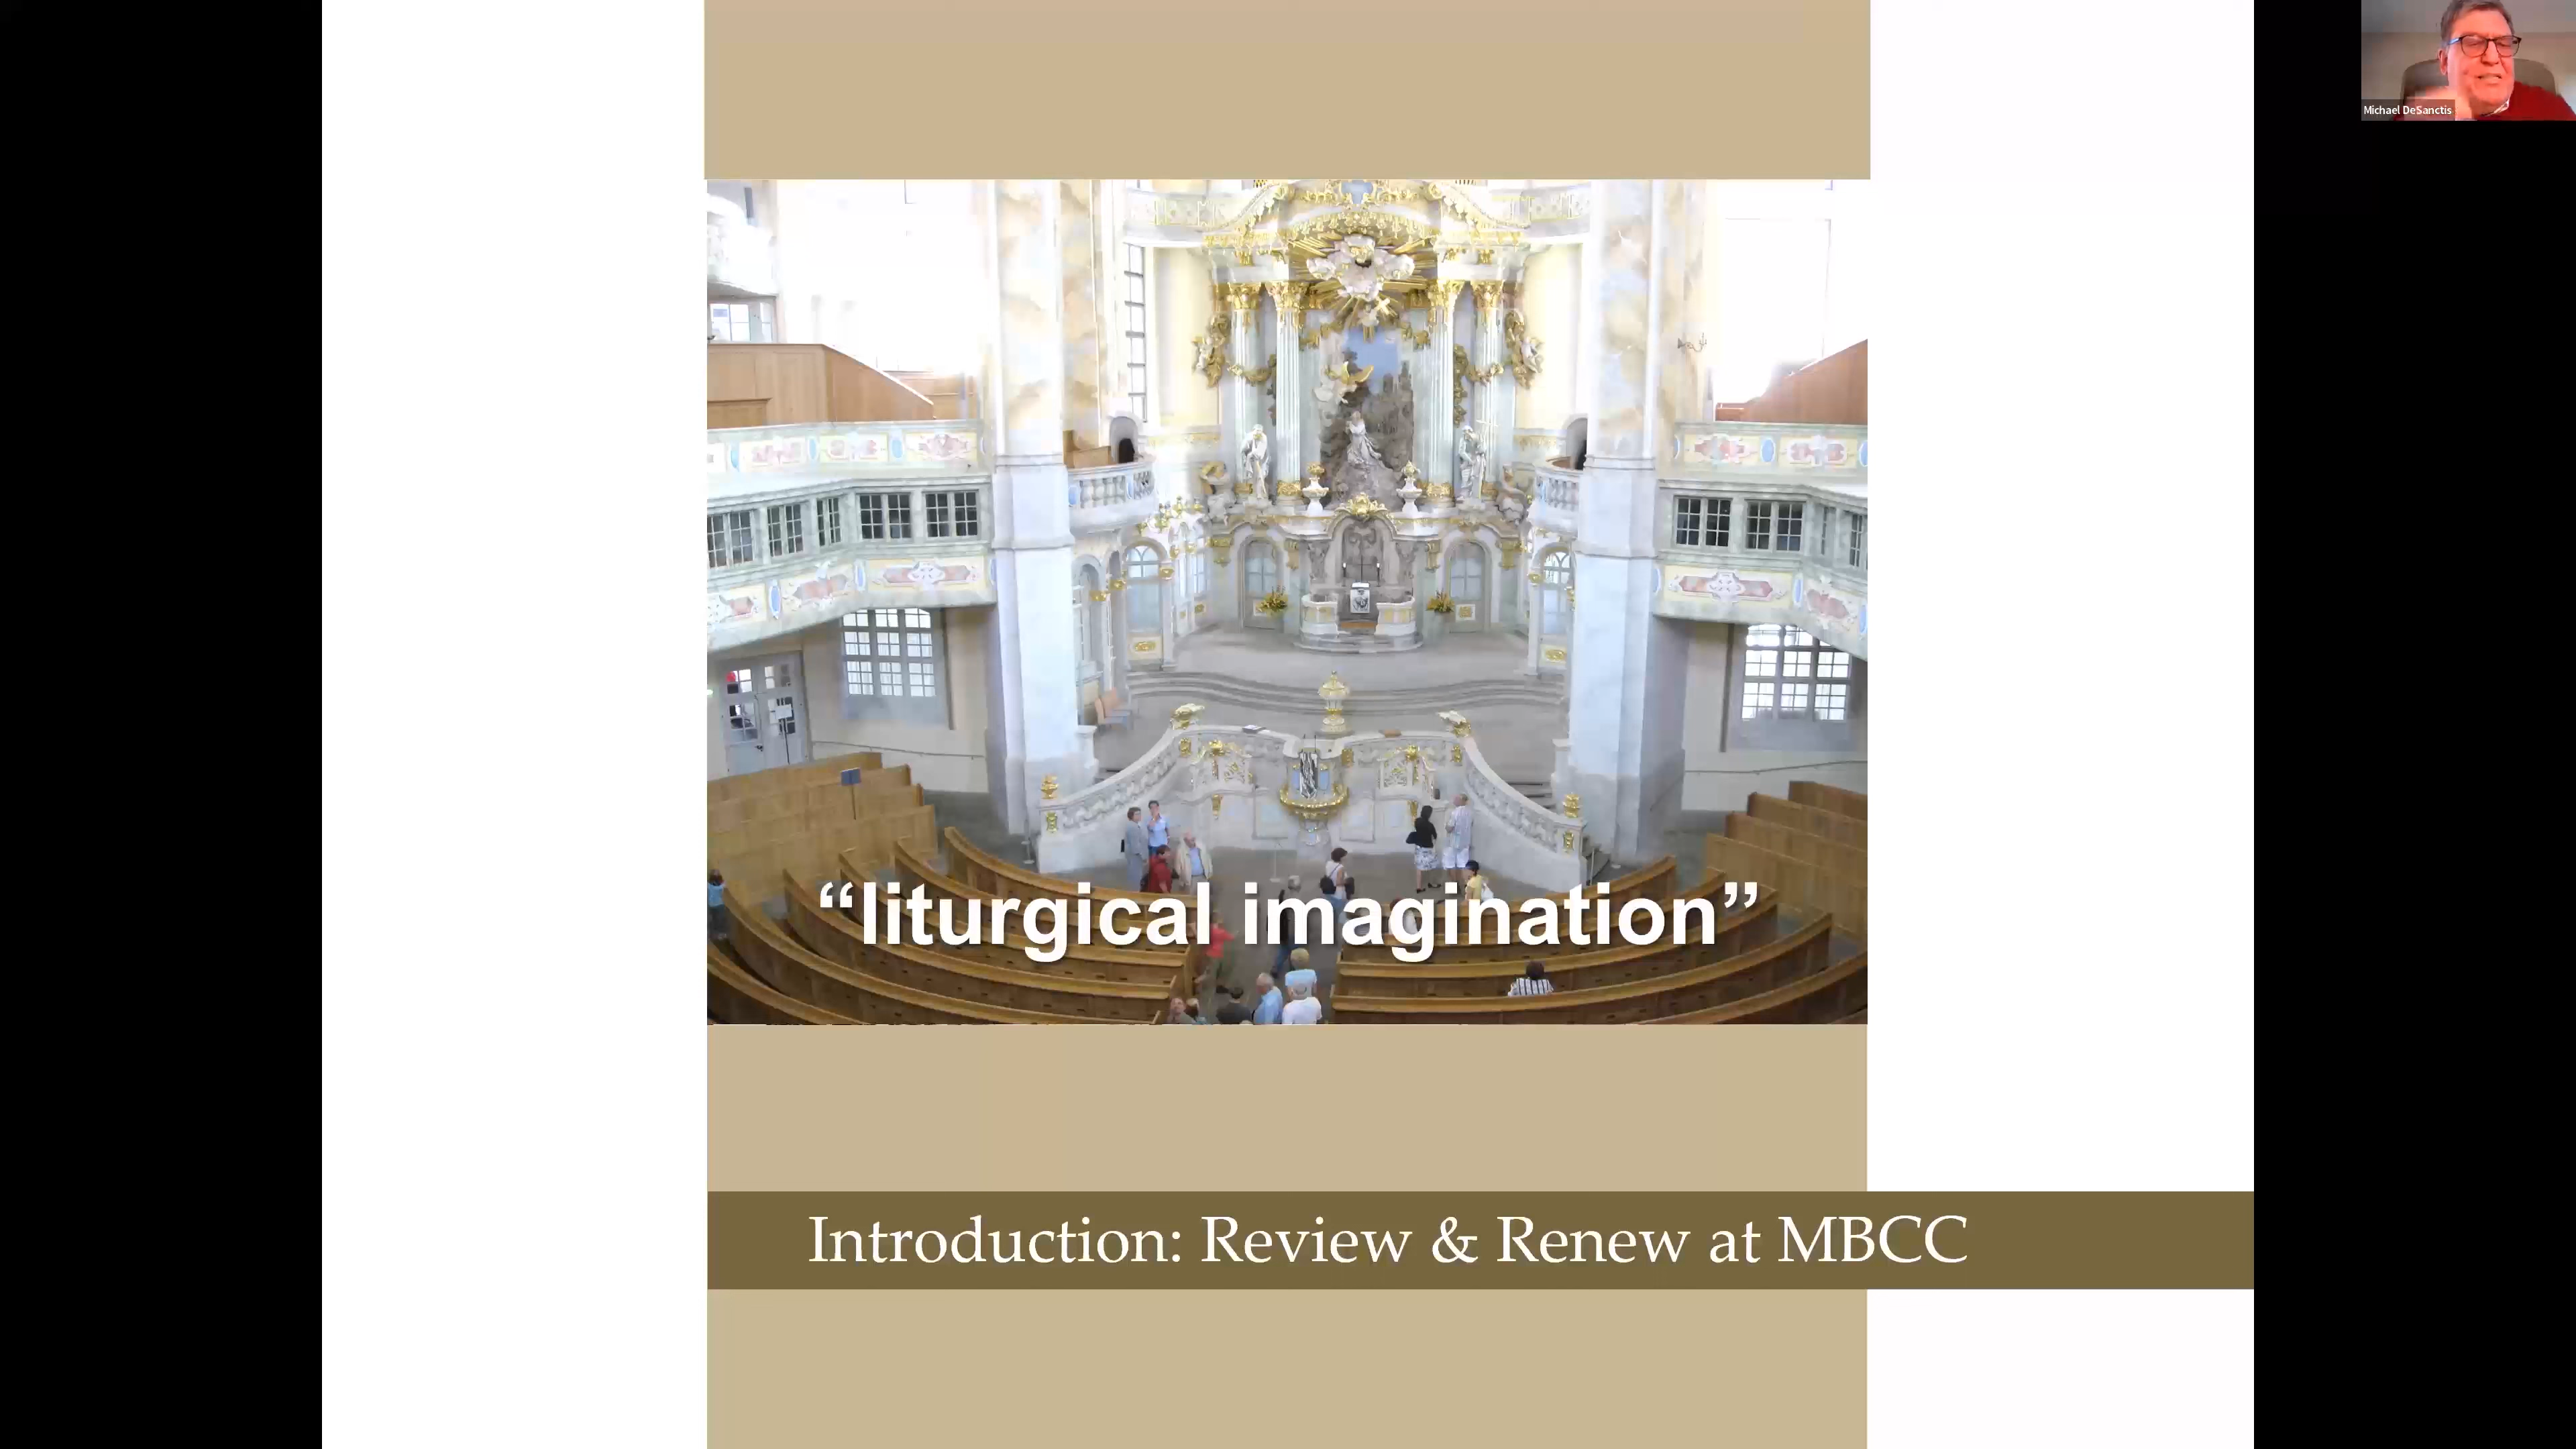 Michael DeSanctis
“liturgical imagination”
Introduction: Review & Renew at MBCC